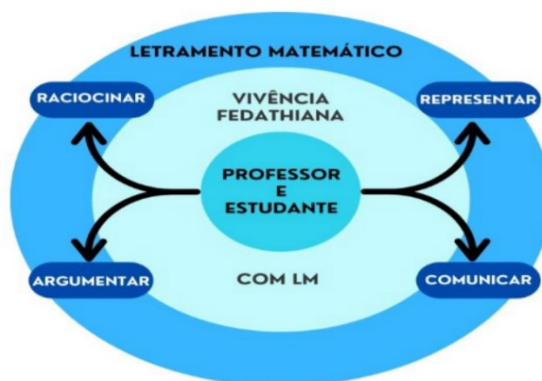 LETRAMENTO MATEMÁTICO
RACIOCINAR
REPRESENTAR
VIVÊNCIA
FEDATHIANA
PROFESSOR
E
ESTUDANTE
ARGUMENTAR
COM LM
COMUNICAR